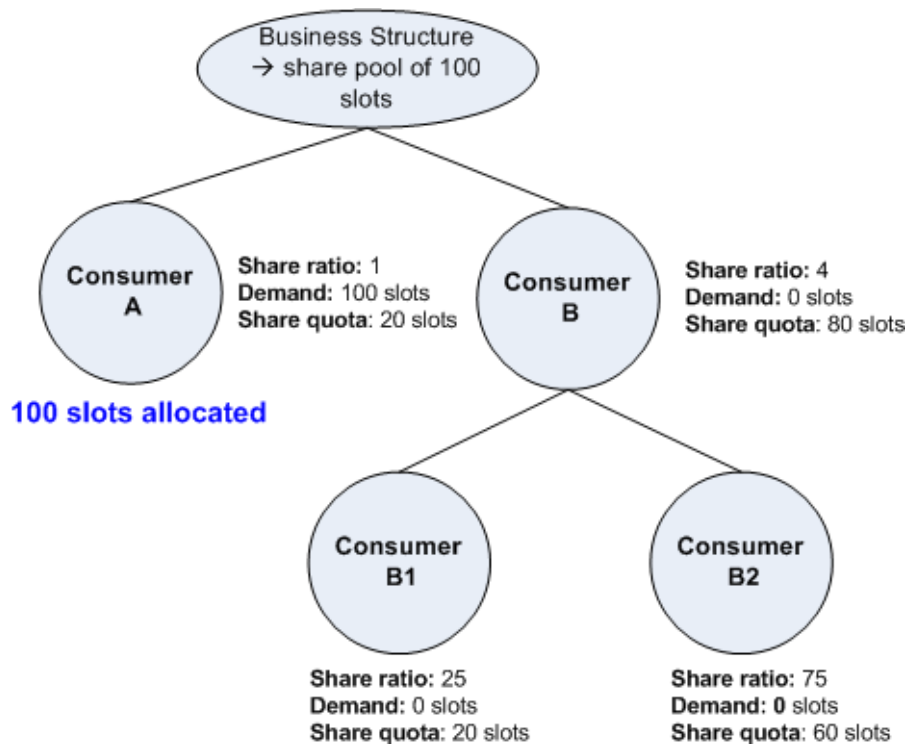 Business Structure
→ share pool of 100
slots
Consumer
A
Share ratio: 1
Demand: 100 slots
Share quota: 20 slots
100 slots allocated
Consumer
B
Share ratio: 4
Demand: 0 slots
Share quota: 80 slots
Consumer
B1
Share ratio: 25
Demand: 0 slots
Share quota: 20 slots
Consumer
B2
Share ratio: 75
Demand: 0 slots
Share quota: 60 slots